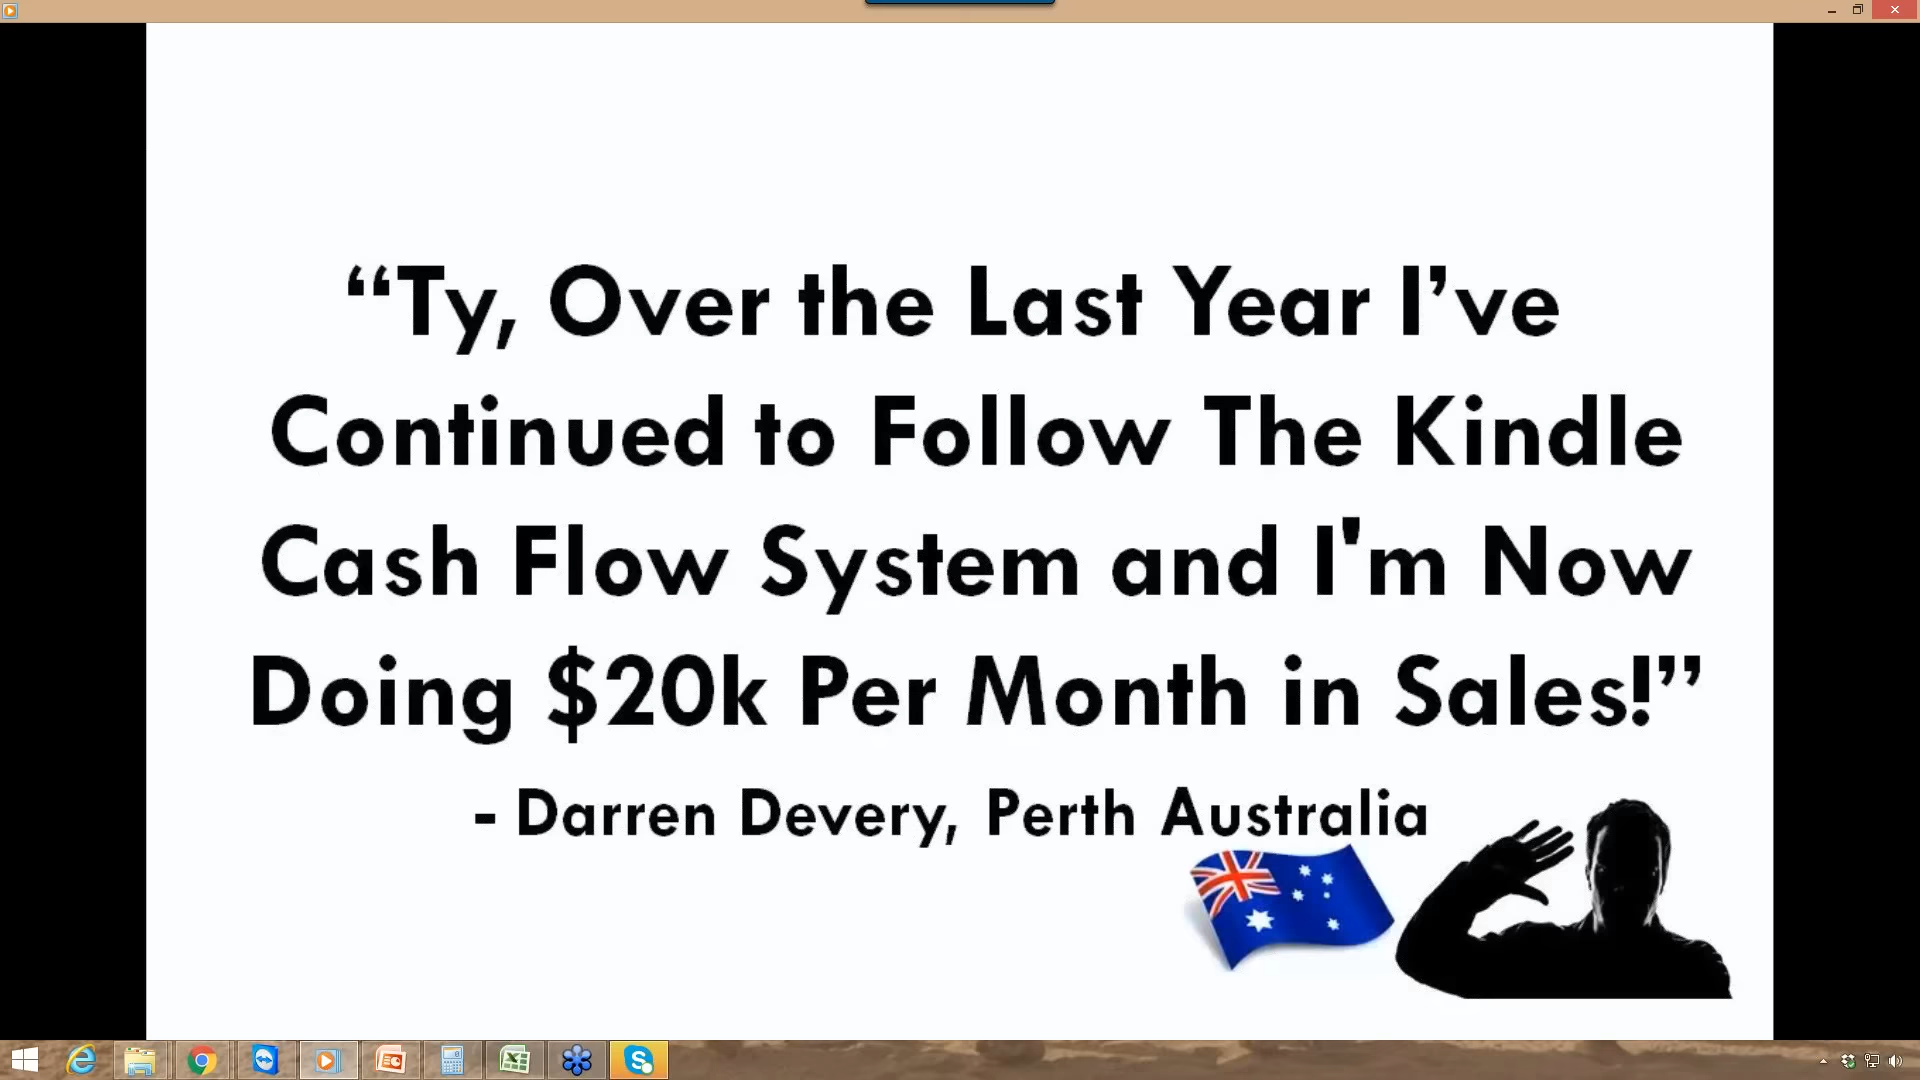 “Ty, Over the Last Year I’ve
Continued to Follow The Kindle
Cash Flow System and I'm Now
Doing $20k Per Month in Sales!”
- Darren Devery, Perth Australia